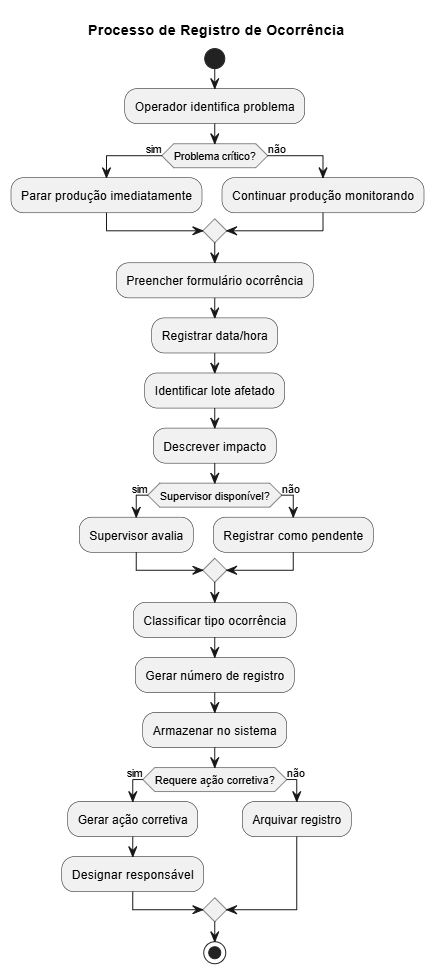 Processo de Registro de Ocorrência
Operador identifica problema
sim
Problema crítico?
não
Parar produção imediatamente
Continuar produção monitorando
Preencher formulário ocorrência
Registrar data/hora
Identificar lote afetado
Descrever impacto
sim
Supervisor disponível?
não
Supervisor avalia
Registrar como pendente
Classificar tipo ocorrência
Gerar número de registro
Armazenar no sistema
sim
Requere ação corretiva?
não
Gerar ação corretiva
Arquivar registro
Designar responsável